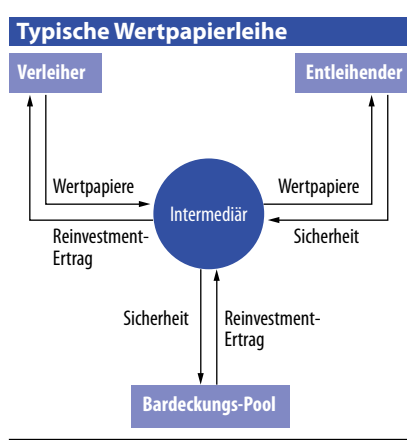 Typische Wertpapierleihe
Verleiher
Entleihender
Wertpapiere
Wertpapiere
Intermediär
Reinvestment-
Ertrag
Sicherheit
Sicherheit
Reinvestment-
Ertrag
Bardeckungs-Pool